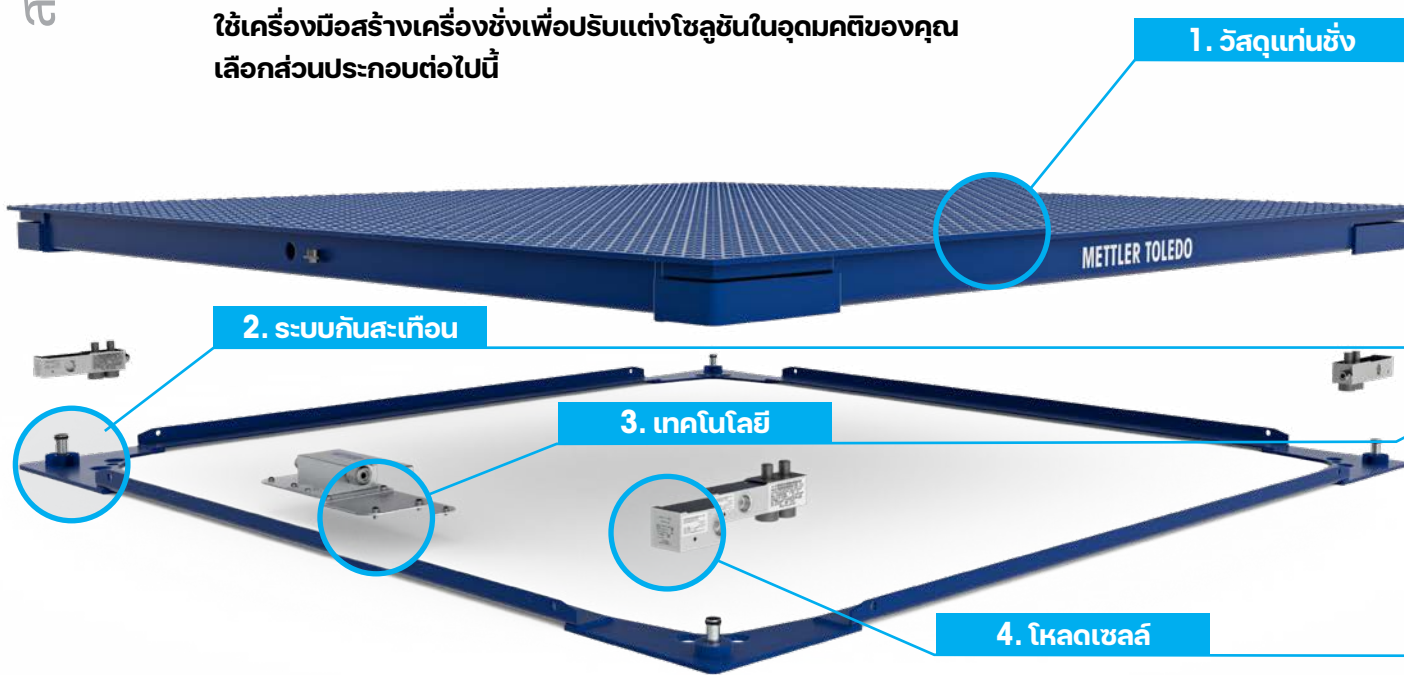 ใช้เครื่องมือสร้างเครื่องชั่งเพื่อปรับแต่งโซลูชันในอุดมคติของคุณ
เลือกส่วนประกอบต่อไปนี้
1. วัสดุแท่นชั่ง
METTLER TOLEDO
2. ระบบกันสะเทือน
3. เทคโนโลยี
4. โหลดเซลล์